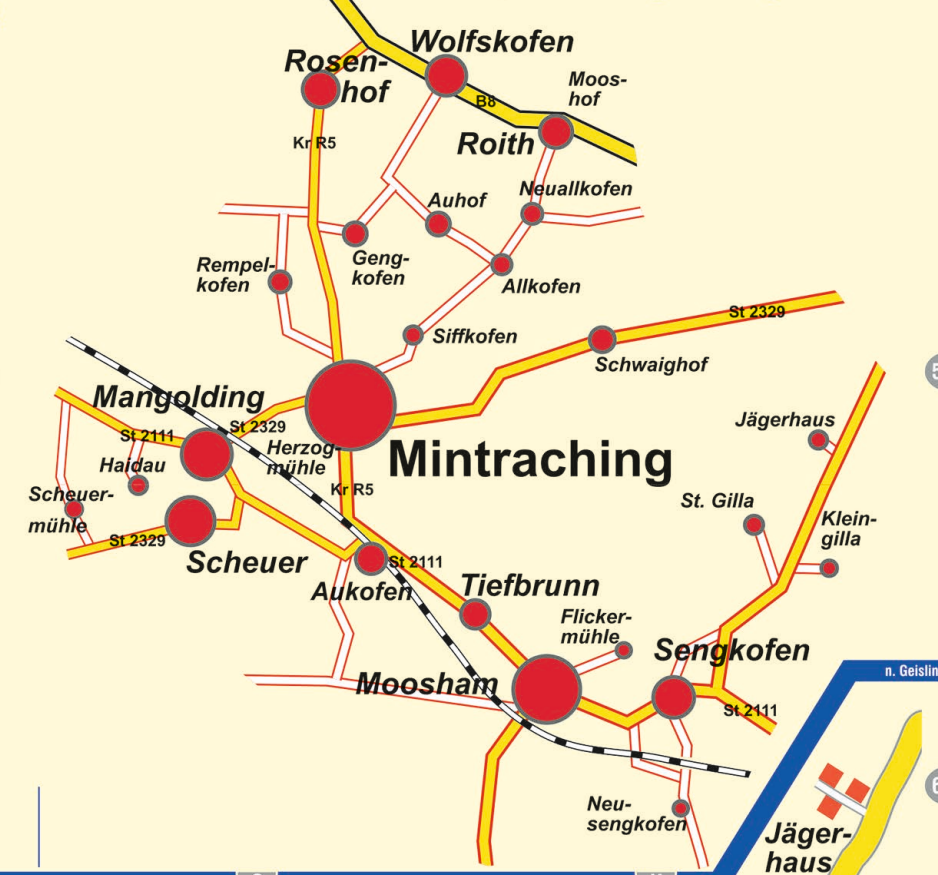 Wolfskofen
Rosen-
hof
Moos-
hof
B8
Kr R5
Roith
Neuallkofen
Auhof
Geng-
kofen
Rempel-
kofen
Allkofen
St 2329
Siffkofen
Schwaighof
Mangolding
St 2329
St 2111
Herzog-
mühle
Mintraching
Jägerhaus
Haidau
Kr R5
Scheuer-
mühle
St. Gilla
Klein-
gilla
St 2329
Scheuer
St 2111
Aukofen
Tiefbrunn
Flicker-
mühle
Sengkofen
Moosham
n. Geislin
St 2111
Neu-
sengkofen
Jäger-
haus